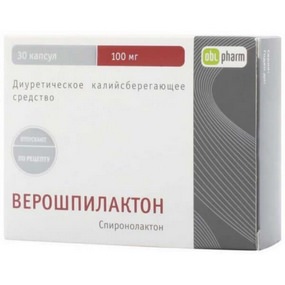 30 капсул 100 мг
obl pharm
Диуретическое калийсберегающее
средство
ОТПУСКАЮТ
ПО РЕЦЕПТУ
ВЕРОШПИЛАКТОН
Спиронолактон